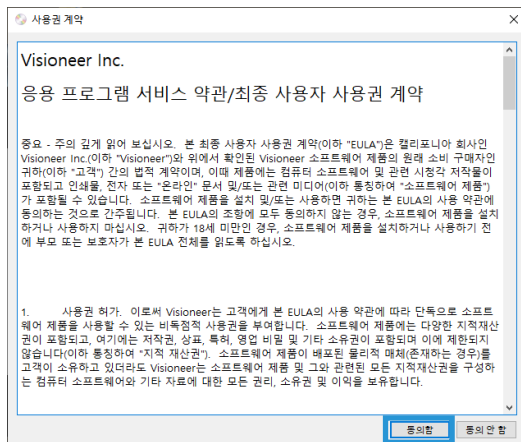 사용권 계약
Visioneer Inc.
응용 프로그램 서비스 약관/최종 사용자 사용권 계약
중요 - 주의 깊게 읽어 보십시오. 본 최종 사용자 사용권 계약(이하 "EULA")은 캘리포니아 회사인
Visioneer Inc.(이하 "Visioneer")와 위에서 확인된 Visioneer 소프트웨어 제품의 원래 소비 구매자인
귀하(이하 "고객") 간의 법적 계약이며, 이때 제품에는 컴퓨터 소프트웨어 및 관련 시청각 저작물이
포함되고 인쇄물, 전자 또는 "온라인" 문서 및/또는 관련 미디어(이하 통칭하여 "소프트웨어 제품")
가 포함될 수 있습니다. 소프트웨어 제품을 설치 및/또는 사용하면 귀하는 본 EULA의 사용 약관에
동의하는 것으로 간주됩니다. 본 EULA의 조항에 모두 동의하지 않는 경우, 소프트웨어 제품을 설치
하거나 사용하지 마십시오. 귀하가 18세 미만인 경우, 소프트웨어 제품을 설치하거나 사용하기 전
에 부모 또는 보호자가 본 EULA 전체를 읽도록 하십시오.
1. 사용권 허가. 이로써 Visioneer는 고객에게 본 EULA의 사용 약관에 따라 단독으로 소프트
웨어 제품을 사용할 수 있는 비독점적 사용권을 부여합니다. 소프트웨어 제품에는 다양한 지적재산
권이 포함되고, 여기에는 저작권, 상표, 특허, 영업 비밀 및 기타 소유권이 포함되며 이에 제한되지
않습니다(이하 통칭하여 "지적 재산권"). 소프트웨어 제품이 배포된 물리적 매체(존재하는 경우)를
고객이 소유하고 있더라도 Visioneer는 소프트웨어 제품 및 그와 관련된 모든 지적재산권을 구성하
는 컴퓨터 소프트웨어와 기타 자료에 대한 모든 권리, 소유권 및 이익을 보유합니다.
동의함 동의 안 함